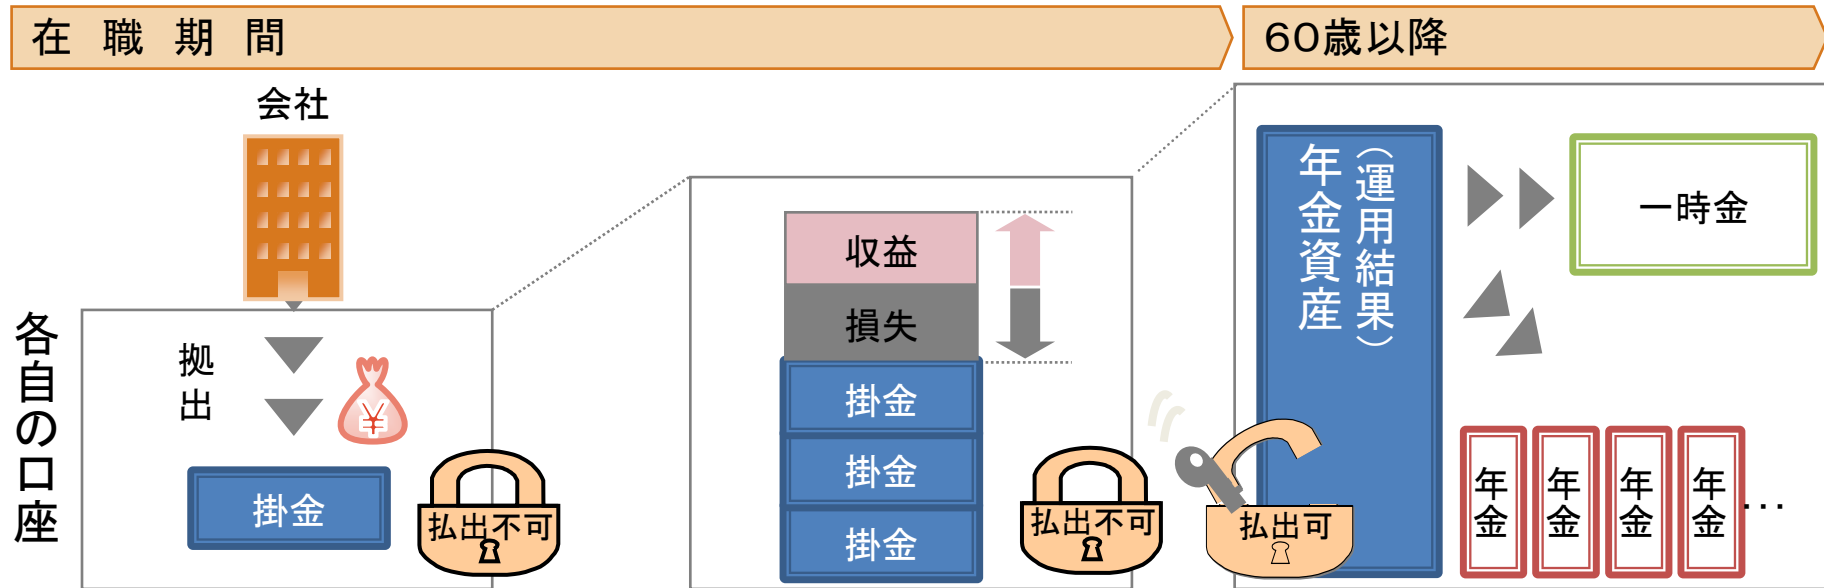 在職期間
60歳以降
会社
各自の口座
拠出
¥
掛金
払出不可
収益
損失
掛金
掛金
掛金
払出不可
年金資産
（運用結果）
払出可
一時金
年金
年金
年金
年金
…